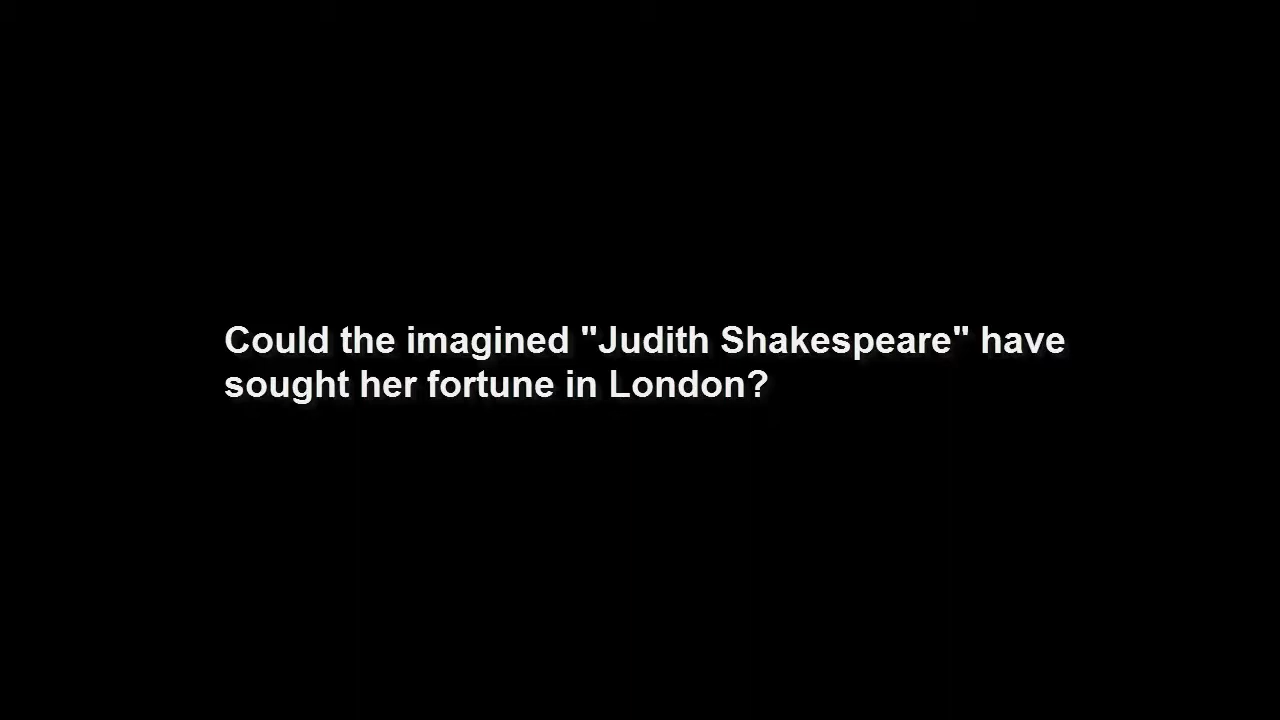 Could the imagined "Judith Shakespeare" have
sought her fortune in London?